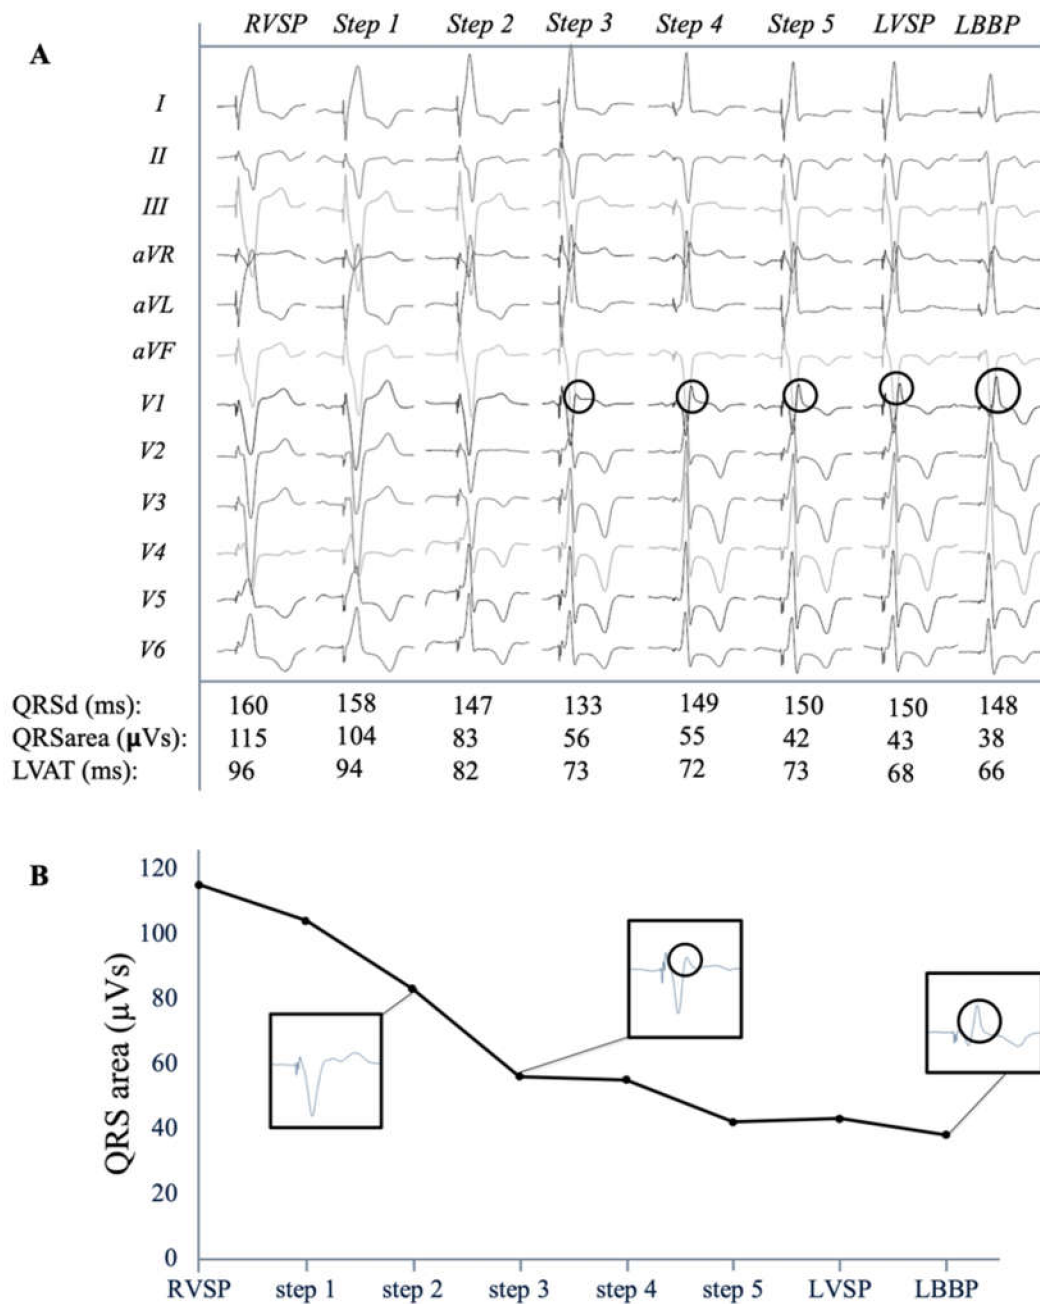 RVSP Step 1 Step 2 Step 3 Step 4 Step 5 LVSP LBBP
A
I
II
III
aVR
aVL
aVF
V1
V2
V3
V4
V5
V6
QRSd (ms): 160 158 147 133 149 150 150 148
QRSarea (μVs): 115 104 83 56 55 42 43 38
LVAT (ms): 96 94 82 73 72 73 68 66
B
QRS area (μVs)
120
100
80
60
40
20
0
RVSP step 1 step 2 step 3 step 4 step 5 LVSP LBBP